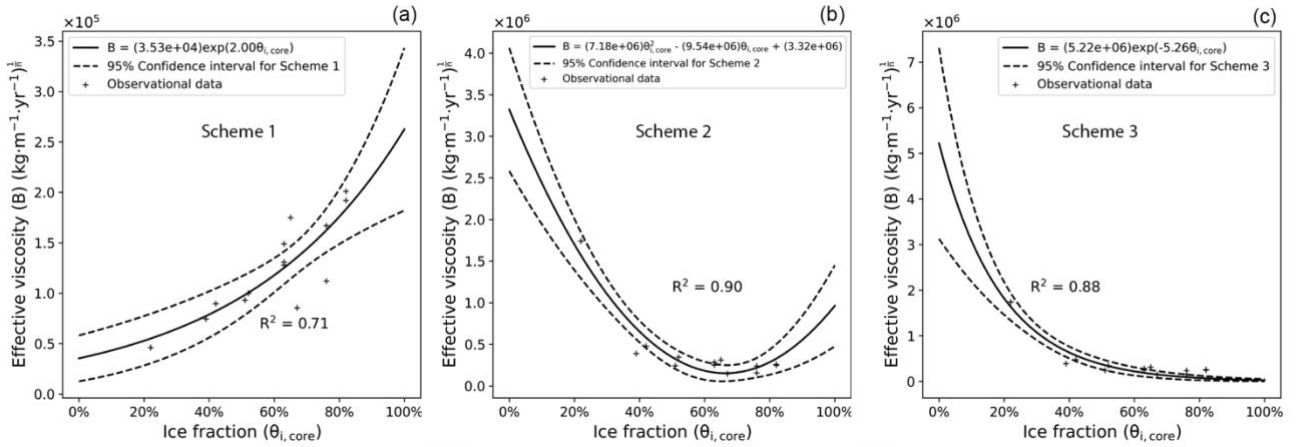 (a)
×10⁵
B = (3.53e+04)exp(2.00θi, core)
95% Confidence interval for Scheme 1
Observational data
Scheme 1
R² = 0.71
Effective viscosity (B) (kg·m⁻¹·yr⁻¹)^1/n
3.5
3.0
2.5
2.0
1.5
1.0
0.5
0.0
0% 20% 40% 60% 80% 100%
Ice fraction (θi, core)
(b)
×10⁶
B = (7.18e+06)θ²i, core - (9.54e+06)θi, core + (3.32e+06)
95% Confidence interval for Scheme 2
Observational data
Scheme 2
R² = 0.90
Effective viscosity (B) (kg·m⁻¹·yr⁻¹)^1/n
4.0
3.5
3.0
2.5
2.0
1.5
1.0
0.5
0.0
0% 20% 40% 60% 80% 100%
Ice fraction (θi, core)
(c)
×10⁶
B = (5.22e+06)exp(-5.26θi, core)
95% Confidence interval for Scheme 3
Observational data
Scheme 3
R² = 0.88
Effective viscosity (B) (kg·m⁻¹·yr⁻¹)^1/n
7
6
5
4
3
2
1
0
0% 20% 40% 60% 80% 100%
Ice fraction (θi, core)